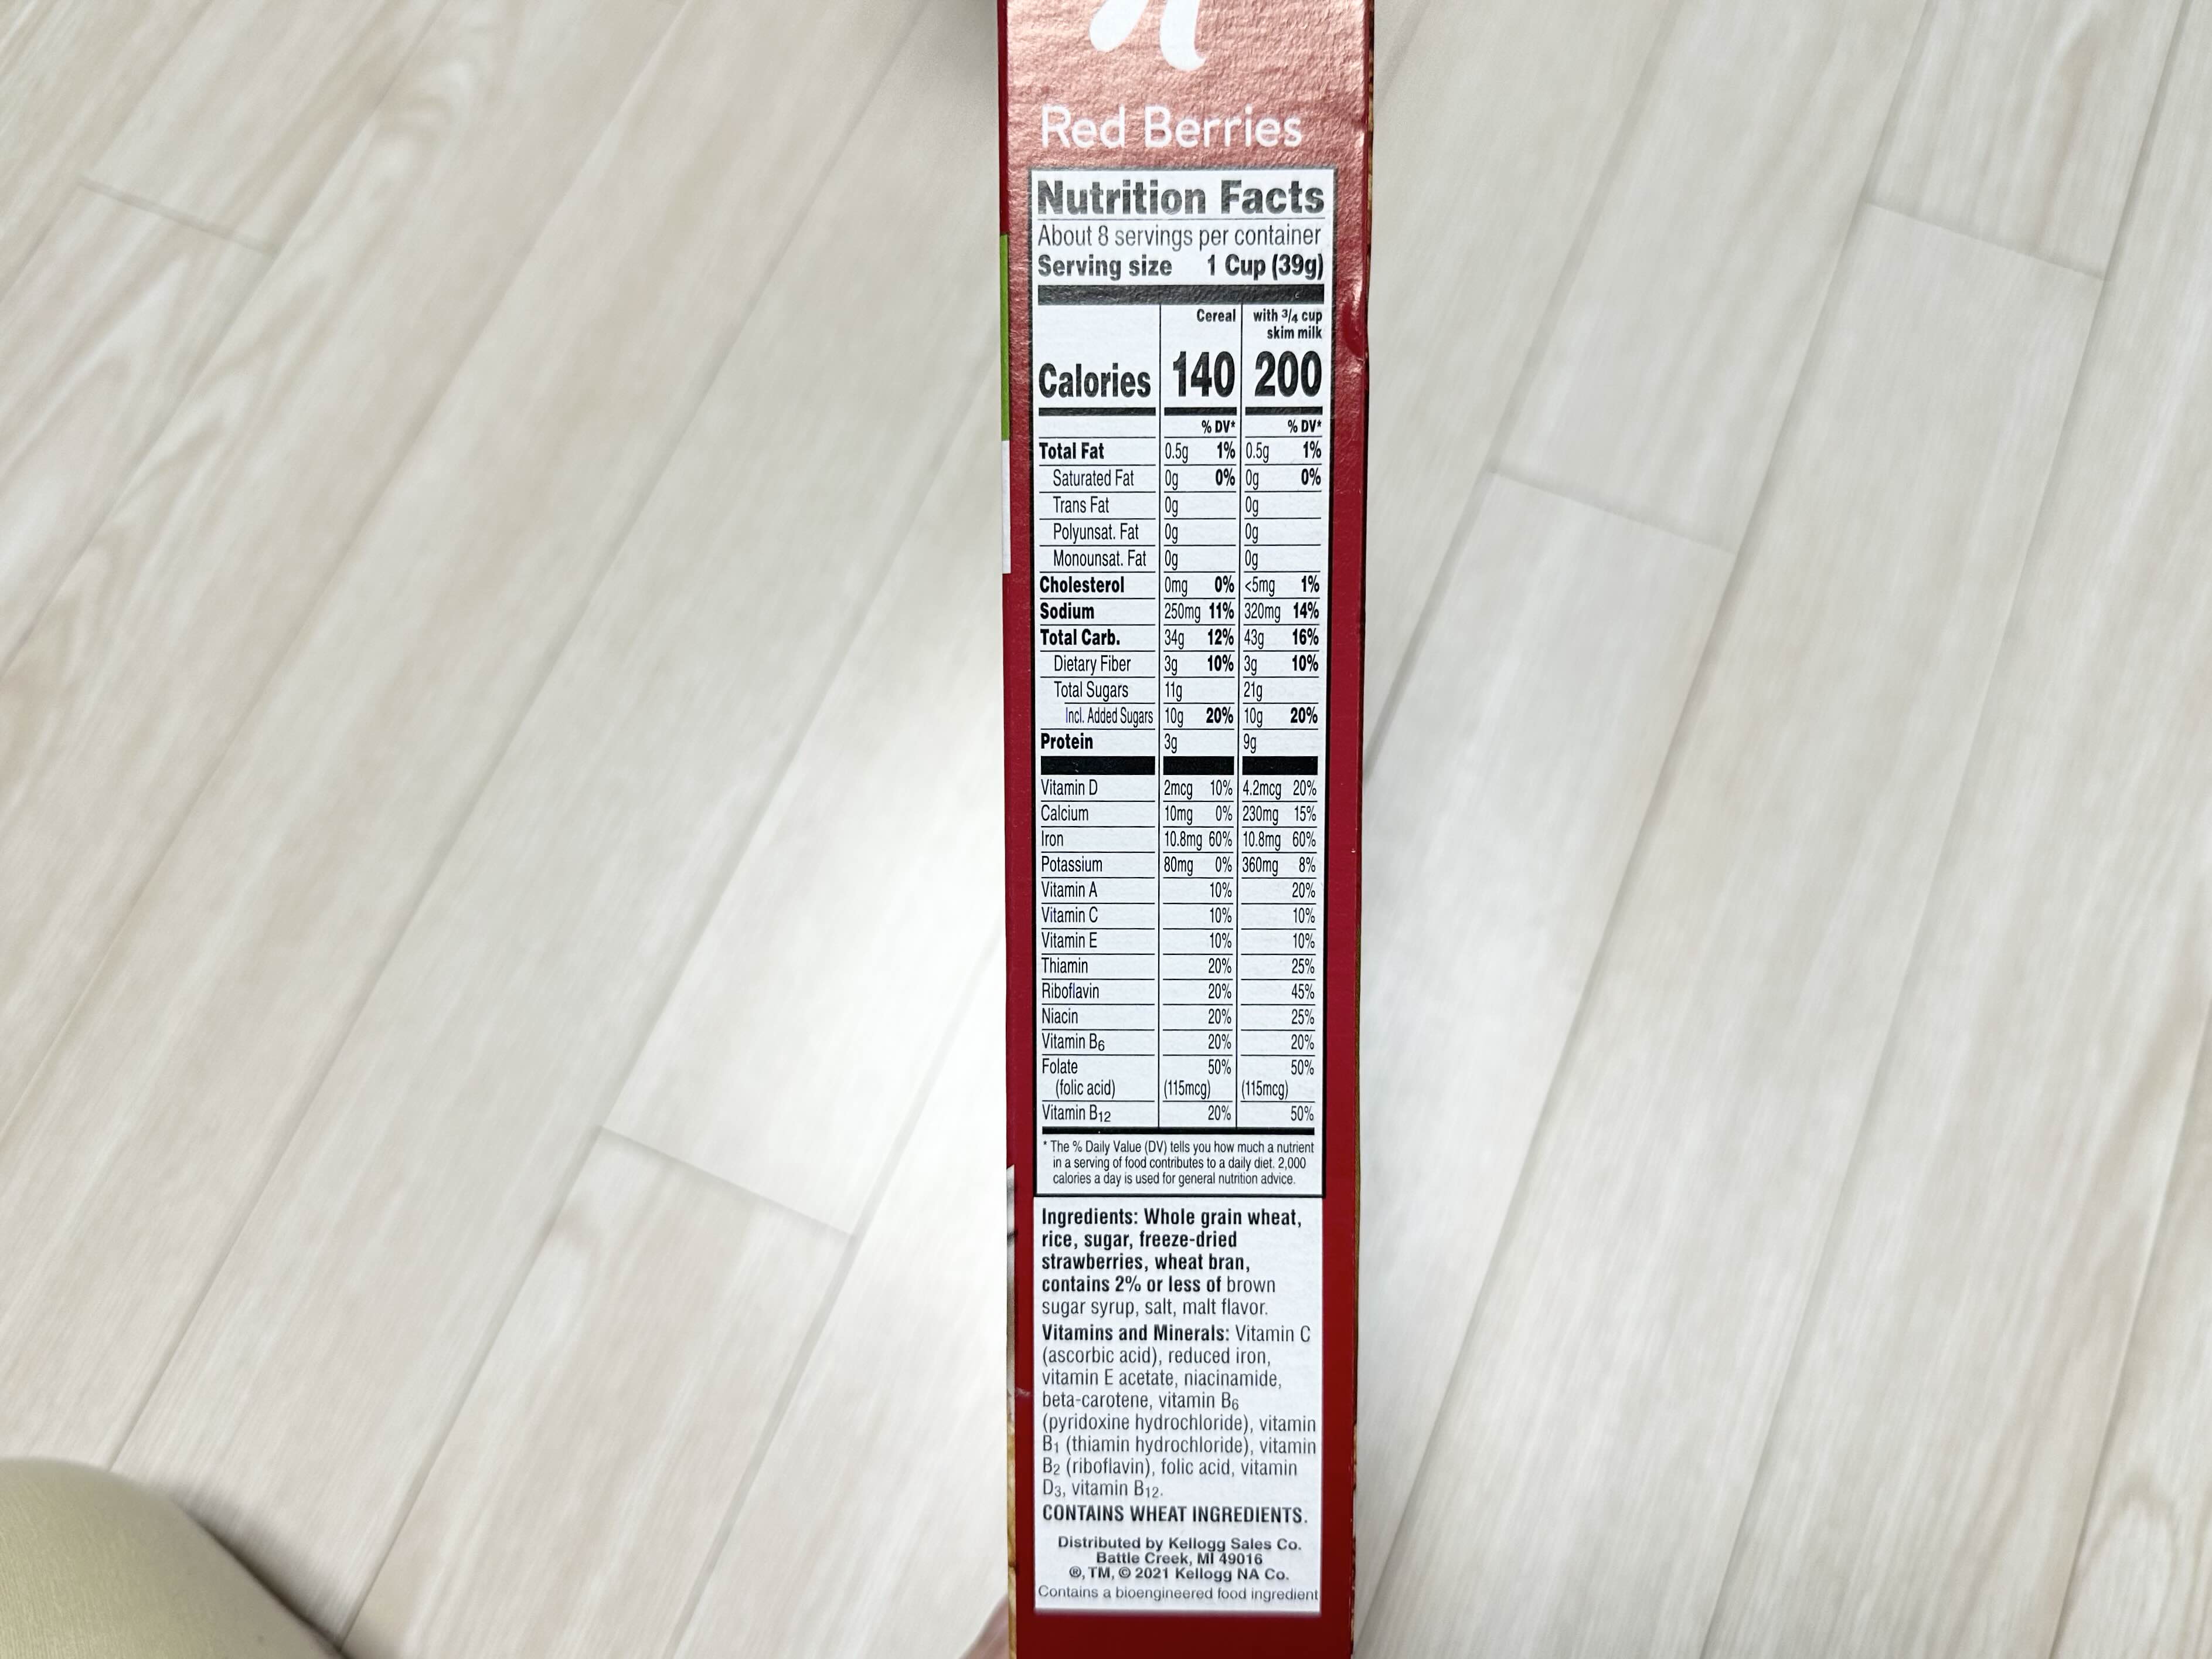 Red Berries
Nutrition Facts
About 8 servings per container
Serving size 1 Cup (39g)
Cereal with 3/4 cup
skim milk
Calories 140 200
% DV* % DV*
Total Fat 0.5g 1% 0.5g 1%
Saturated Fat 0g 0% 0g 0%
Trans Fat 0g 0g
Polyunsat. Fat 0g 0g
Monounsat. Fat 0g 0g
Cholesterol 0mg 0% <5mg 1%
Sodium 250mg 11% 320mg 14%
Total Carb. 34g 12% 43g 16%
Dietary Fiber 3g 10% 3g 10%
Total Sugars 11g 21g
Incl. Added Sugars 10g 20% 10g 20%
Protein 3g 9g
Vitamin D 2mcg 10% 4.2mcg 20%
Calcium 10mg 0% 230mg 15%
Iron 10.8mg 60% 10.8mg 60%
Potassium 80mg 0% 360mg 8%
Vitamin A 10% 20%
Vitamin C 10% 10%
Vitamin E 10% 10%
Thiamin 20% 25%
Riboflavin 20% 45%
Niacin 20% 25%
Vitamin B6 20% 20%
Folate 50% 50%
(folic acid) (115mcg) (115mcg)
Vitamin B12 20% 50%
* The % Daily Value (DV) tells you how much a nutrient
in a serving of food contributes to a daily diet. 2,000
calories a day is used for general nutrition advice.
Ingredients: Whole grain wheat,
rice, sugar, freeze-dried
strawberries, wheat bran,
contains 2% or less of brown
sugar syrup, salt, malt flavor.
Vitamins and Minerals: Vitamin C
(ascorbic acid), reduced iron,
vitamin E acetate, niacinamide,
beta-carotene, vitamin B6
(pyridoxine hydrochloride), vitamin
B1 (thiamin hydrochloride), vitamin
B2 (riboflavin), folic acid, vitamin
D3, vitamin B12.
CONTAINS WHEAT INGREDIENTS.
Distributed by Kellogg Sales Co.
Battle Creek, MI 49016
®, TM, © 2021 Kellogg NA Co.
Contains a bioengineered food ingredient